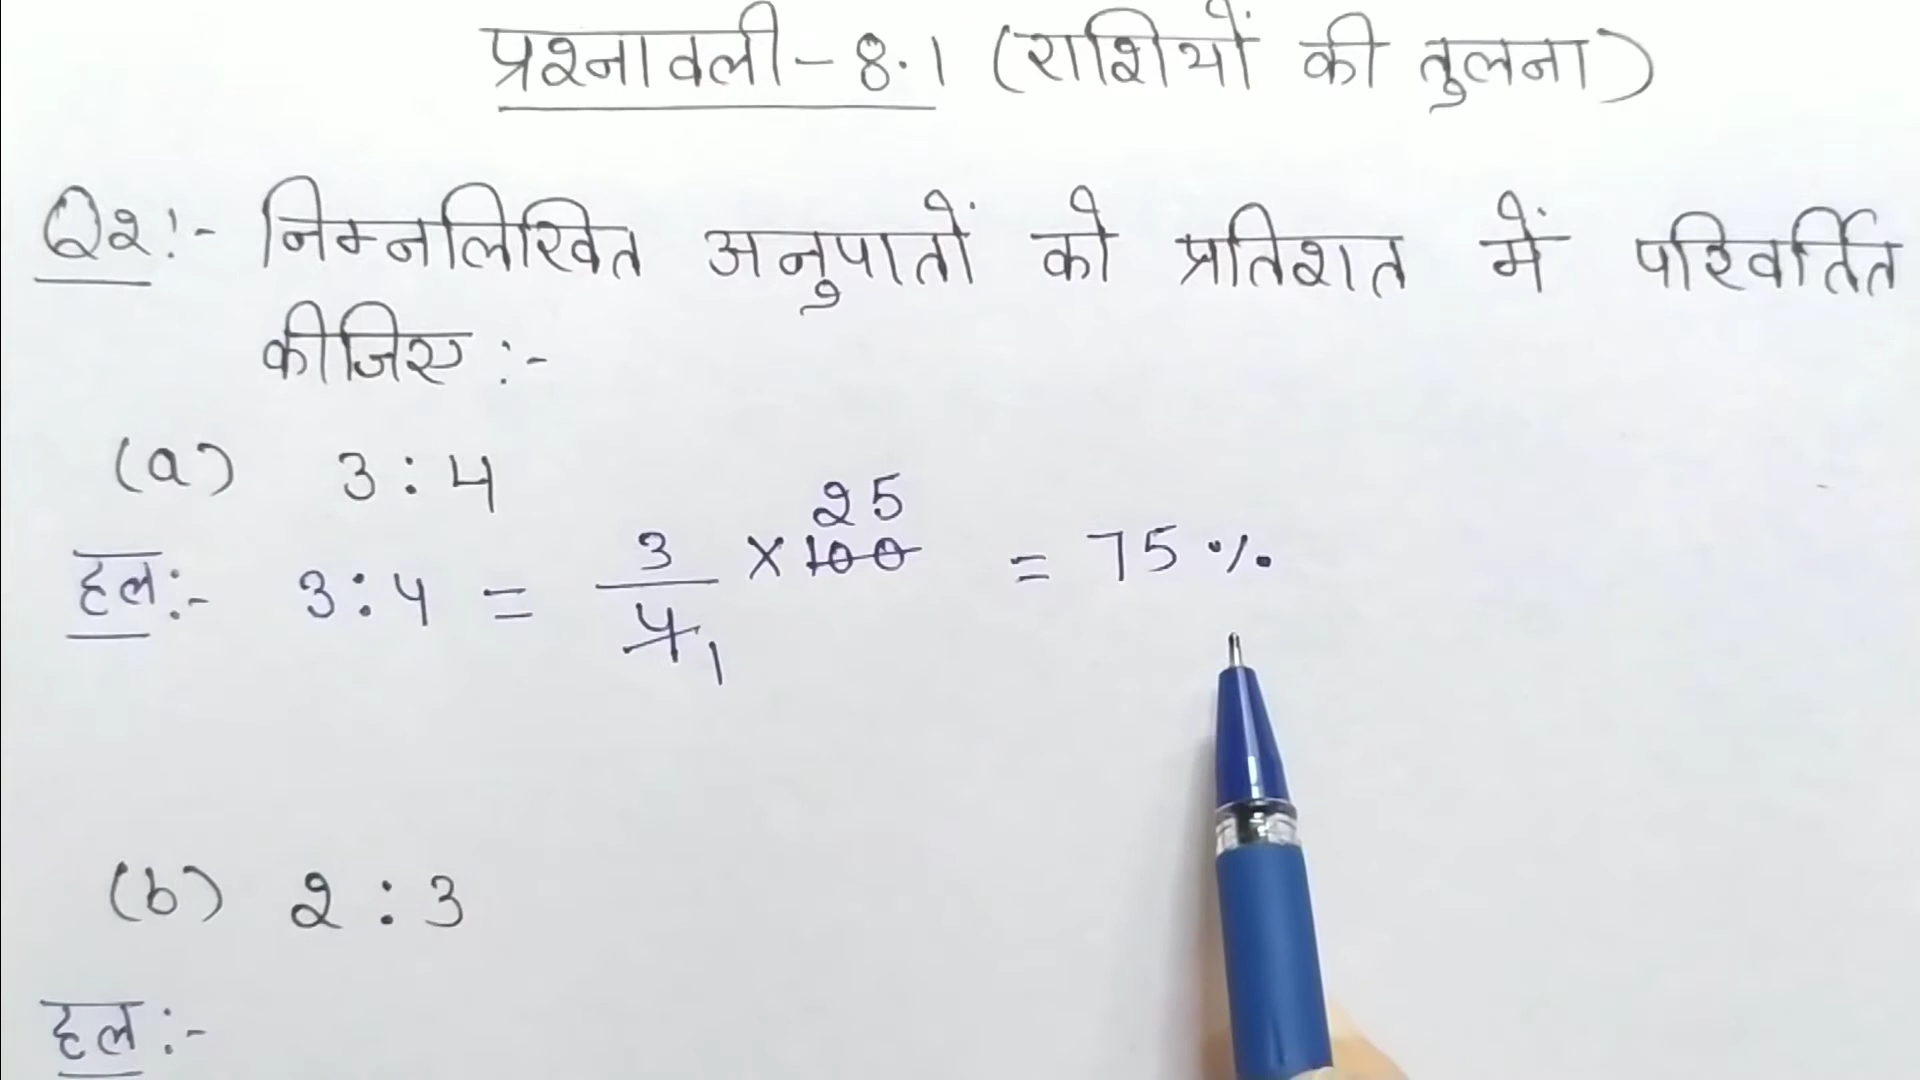 प्रश्नावली - 8.1 (राशियों की तुलना)
Q2:- निम्नलिखित अनुपातों को प्रतिशत में परिवर्तित
कीजिए :-
(a) 3 : 4
हल:- 3:4 = 3/4 1 × 100 25 = 75 %
(b) 2 : 3
हल:-